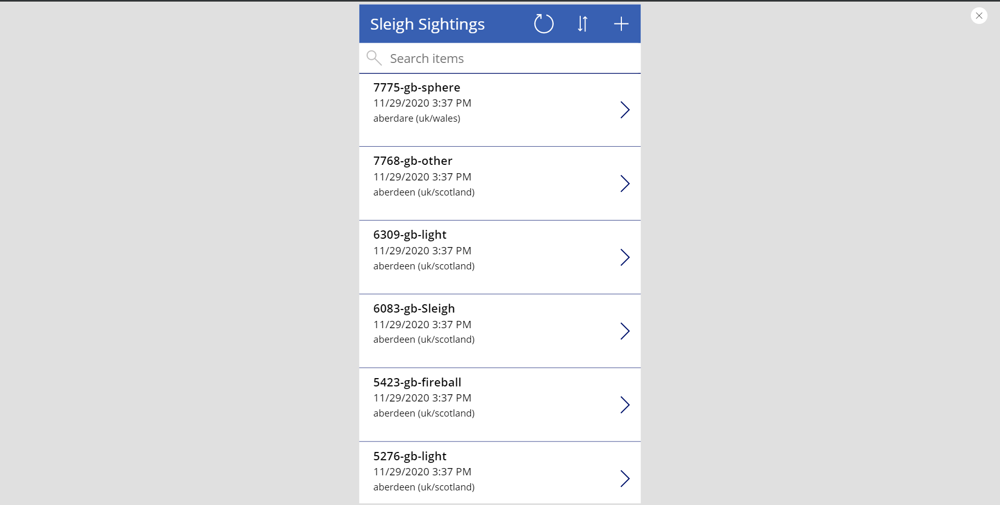 Sleigh Sightings
Search items
7775-gb-sphere
11/29/2020 3:37 PM
aberdare (uk/wales)
7768-gb-other
11/29/2020 3:37 PM
aberdeen (uk/scotland)
6309-gb-light
11/29/2020 3:37 PM
aberdeen (uk/scotland)
6083-gb-Sleigh
11/29/2020 3:37 PM
aberdeen (uk/scotland)
5423-gb-fireball
11/29/2020 3:37 PM
aberdeen (uk/scotland)
5276-gb-light
11/29/2020 3:37 PM
aberdeen (uk/scotland)